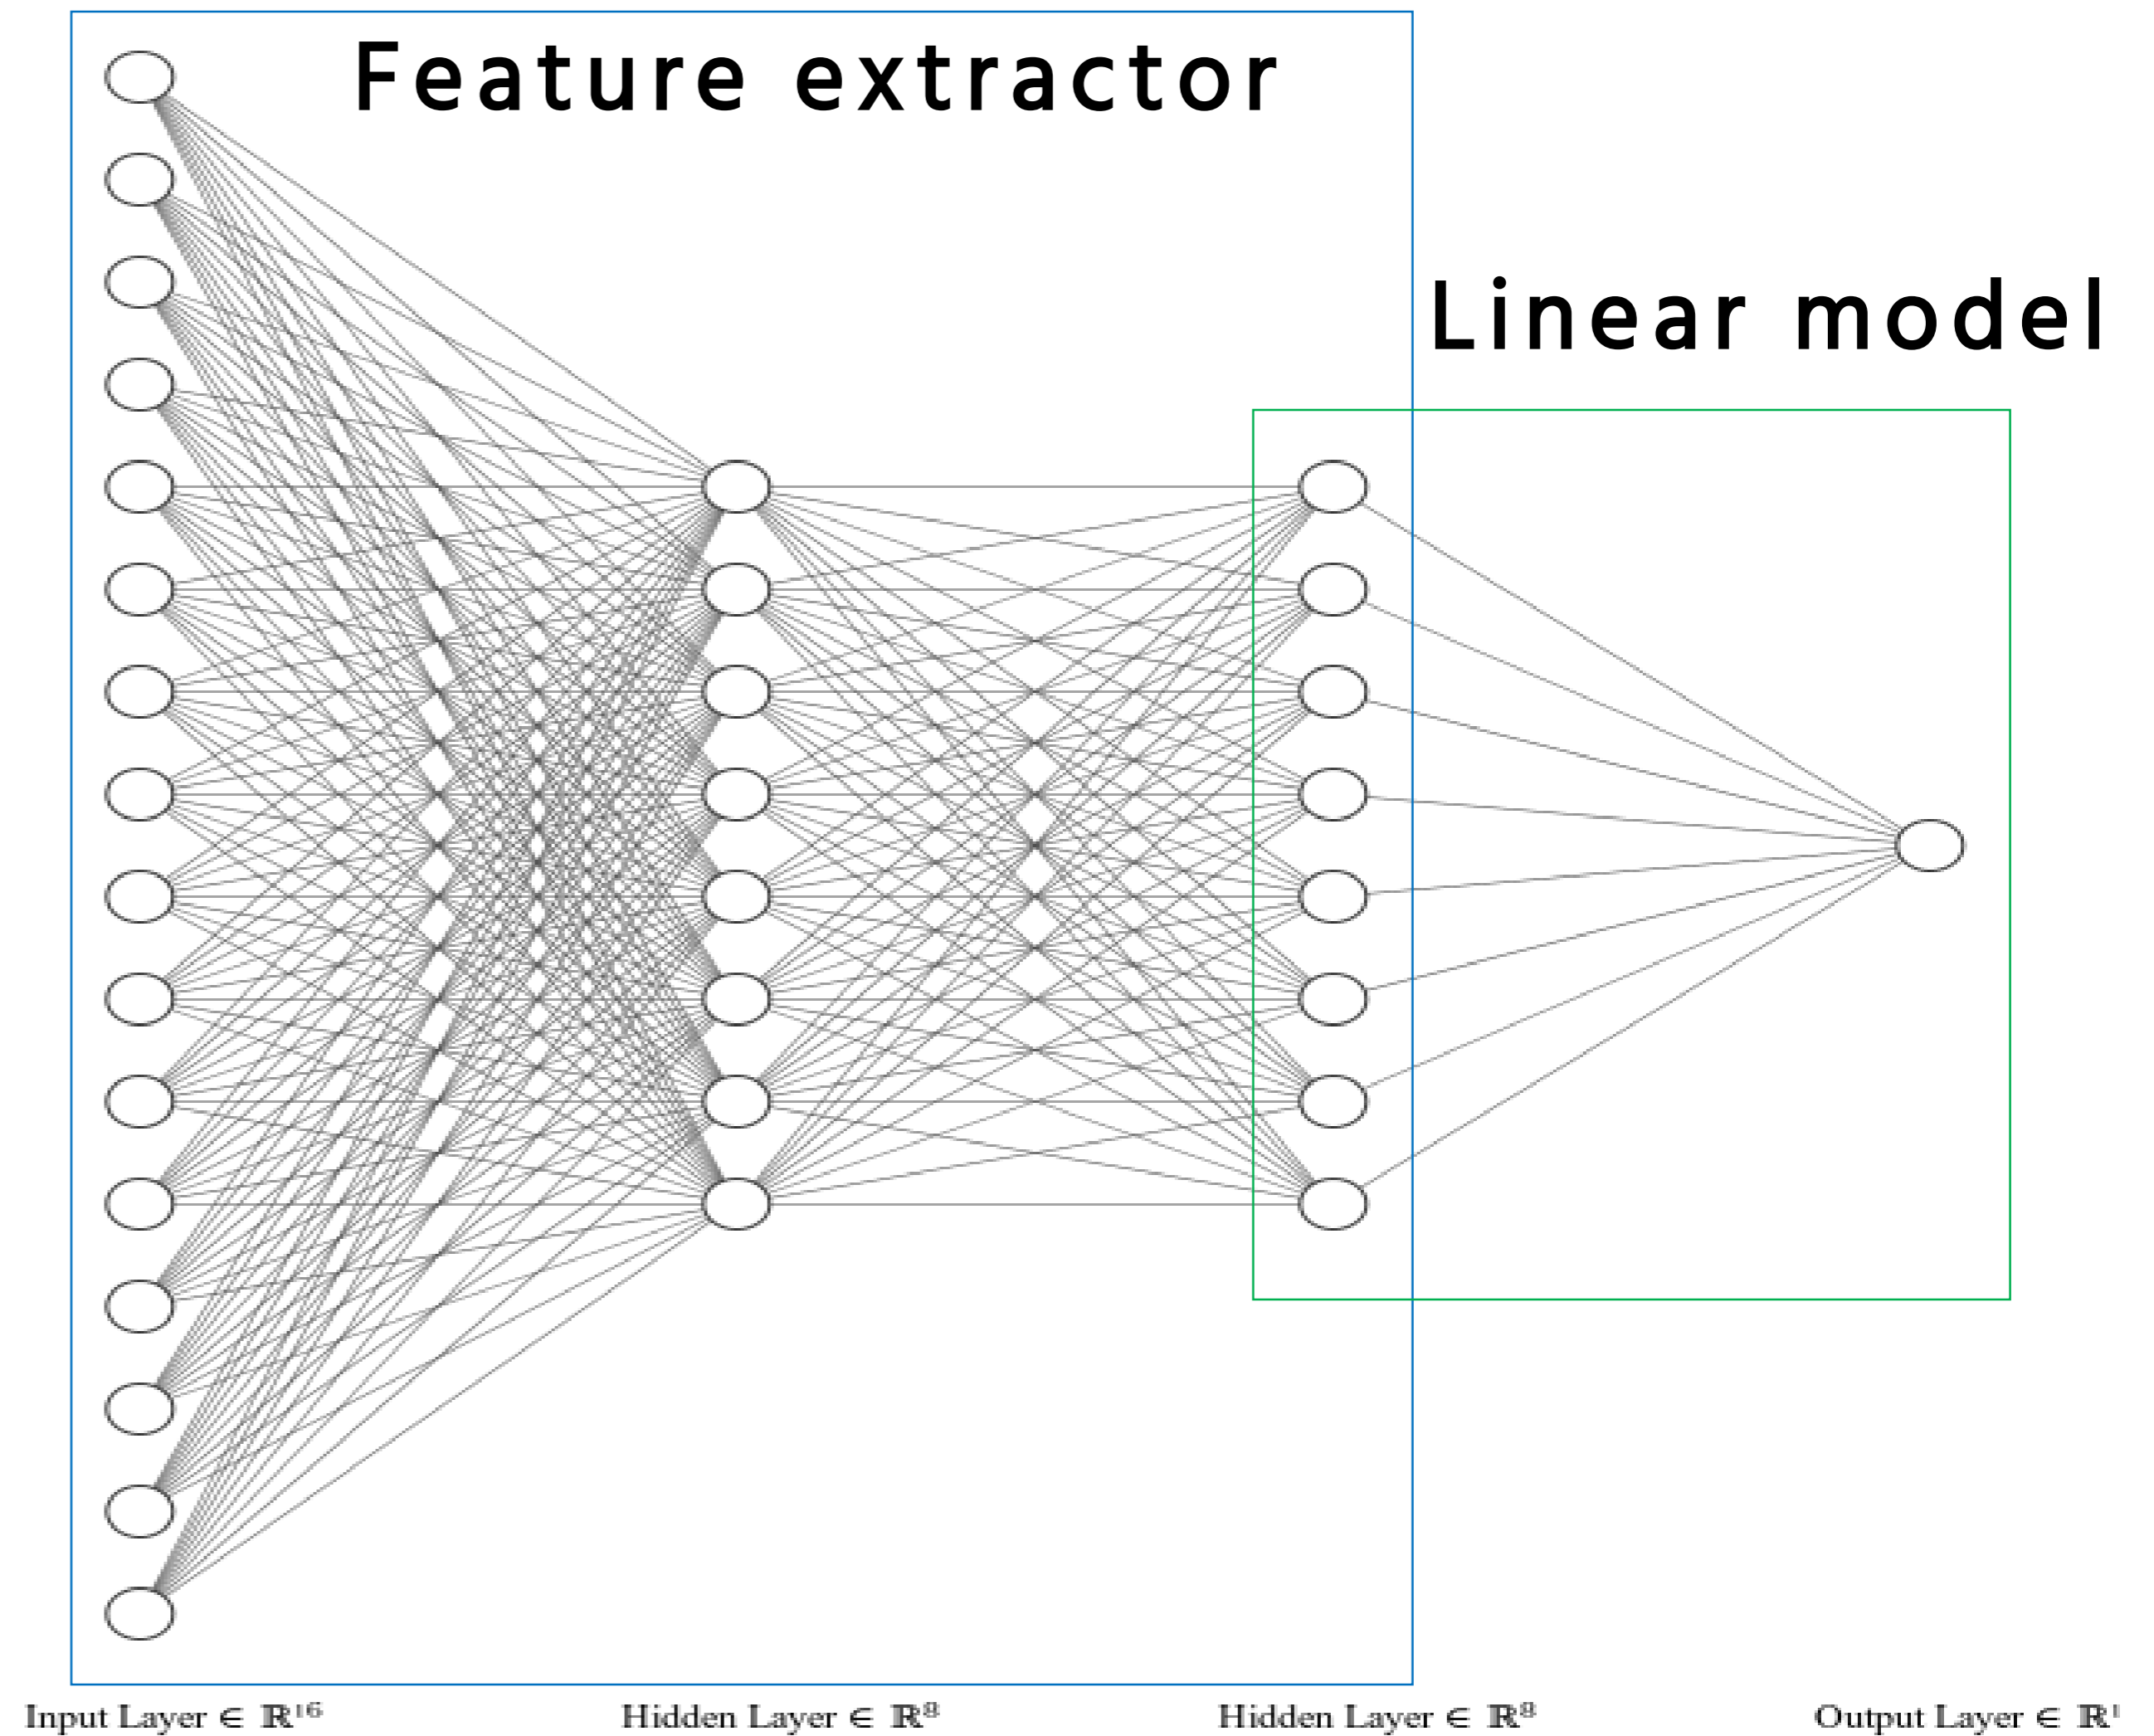 Feature extractor
Linear model
Input Layer ∈ ℝ¹⁶
Hidden Layer ∈ ℝ⁸
Hidden Layer ∈ ℝ⁸
Output Layer ∈ ℝ¹